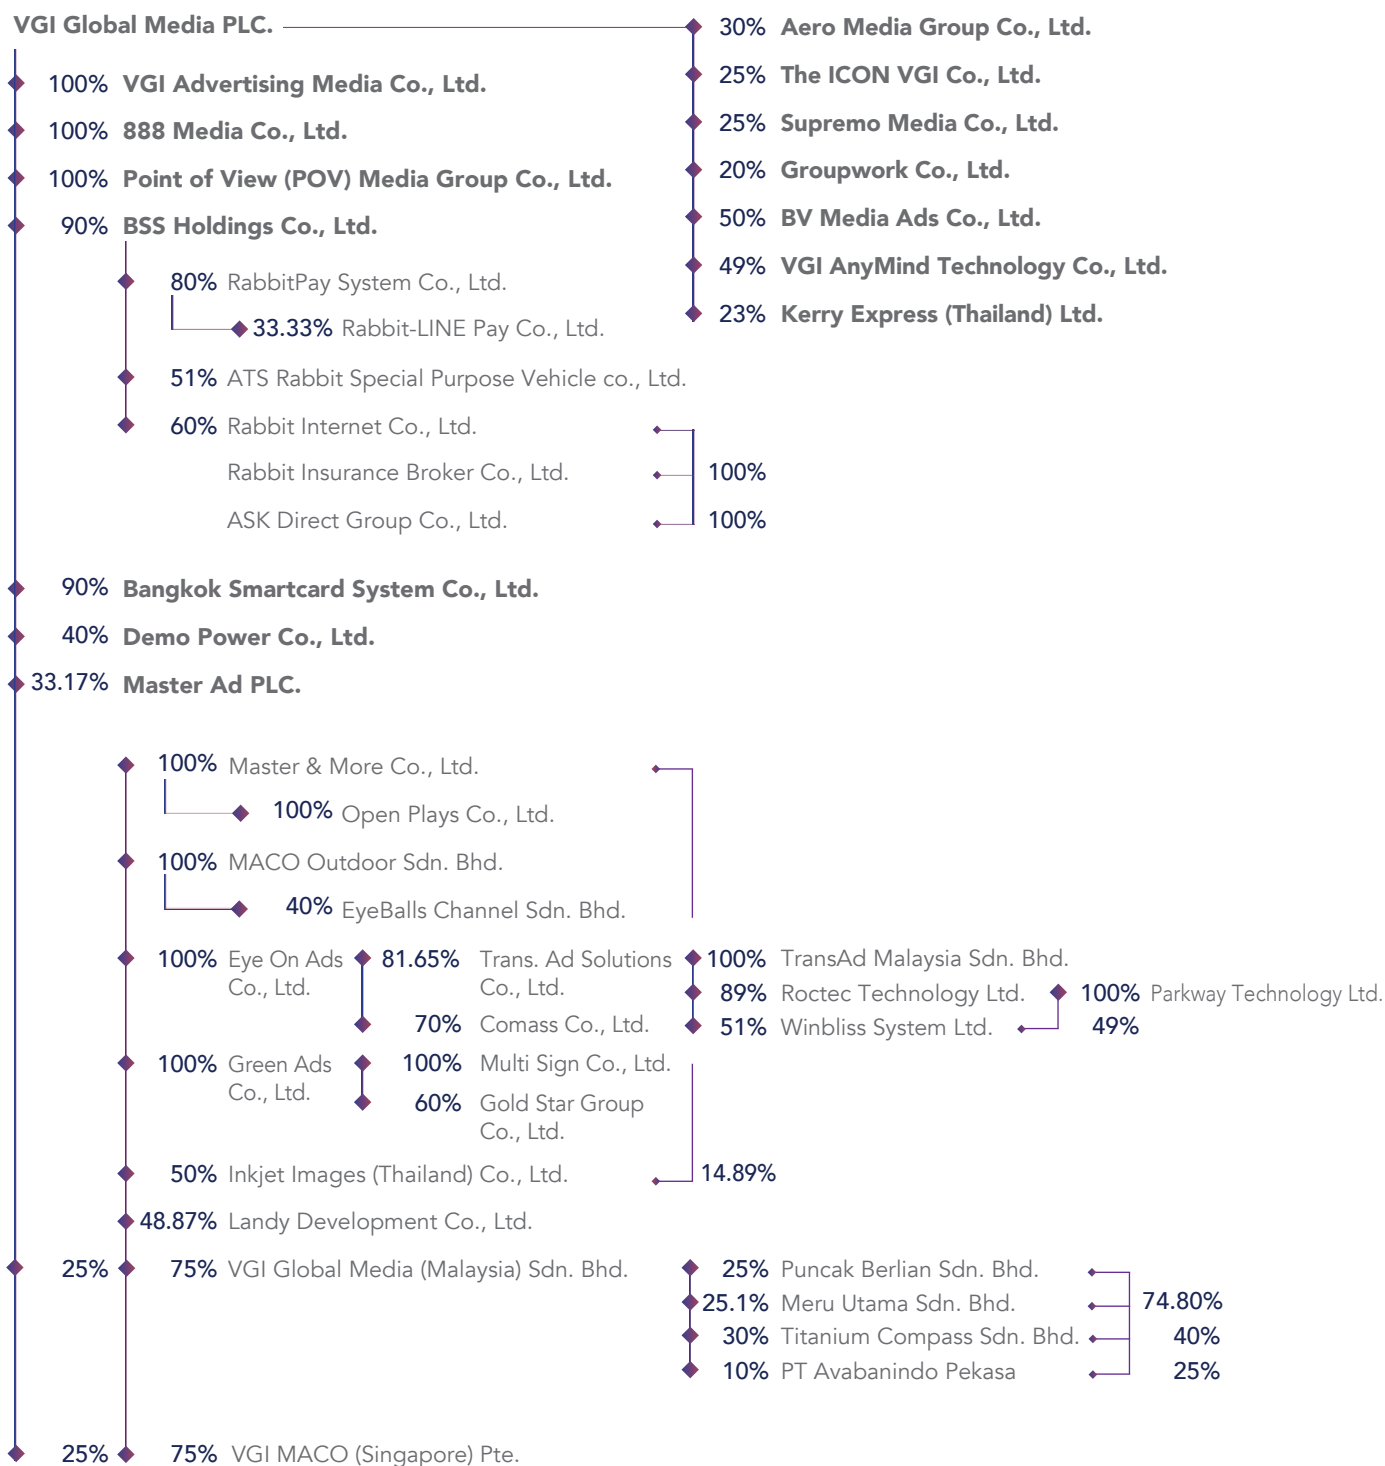 VGI Global Media PLC.
30% Aero Media Group Co., Ltd.
100% VGI Advertising Media Co., Ltd.
25% The ICON VGI Co., Ltd.
100% 888 Media Co., Ltd.
25% Supremo Media Co., Ltd.
100% Point of View (POV) Media Group Co., Ltd.
20% Groupwork Co., Ltd.
90% BSS Holdings Co., Ltd.
50% BV Media Ads Co., Ltd.
80% RabbitPay System Co., Ltd.
49% VGI AnyMind Technology Co., Ltd.
33.33% Rabbit-LINE Pay Co., Ltd.
23% Kerry Express (Thailand) Ltd.
51% ATS Rabbit Special Purpose Vehicle co., Ltd.
60% Rabbit Internet Co., Ltd.
Rabbit Insurance Broker Co., Ltd. 100%
ASK Direct Group Co., Ltd. 100%
90% Bangkok Smartcard System Co., Ltd.
40% Demo Power Co., Ltd.
33.17% Master Ad PLC.
100% Master & More Co., Ltd.
100% Open Plays Co., Ltd.
100% MACO Outdoor Sdn. Bhd.
40% EyeBalls Channel Sdn. Bhd.
100% Eye On Ads
Co., Ltd.
81.65% Trans. Ad Solutions
Co., Ltd.
100% TransAd Malaysia Sdn. Bhd.
89% Roctec Technology Ltd.
100% Parkway Technology Ltd.
70% Comass Co., Ltd.
51% Winbliss System Ltd.
49%
100% Green Ads
Co., Ltd.
100% Multi Sign Co., Ltd.
60% Gold Star Group
Co., Ltd.
50% Inkjet Images (Thailand) Co., Ltd.
14.89%
48.87% Landy Development Co., Ltd.
25% 75% VGI Global Media (Malaysia) Sdn. Bhd.
25% Puncak Berlian Sdn. Bhd.
25.1% Meru Utama Sdn. Bhd. 74.80%
30% Titanium Compass Sdn. Bhd. 40%
10% PT Avabanindo Pekasa 25%
25% 75% VGI MACO (Singapore) Pte.